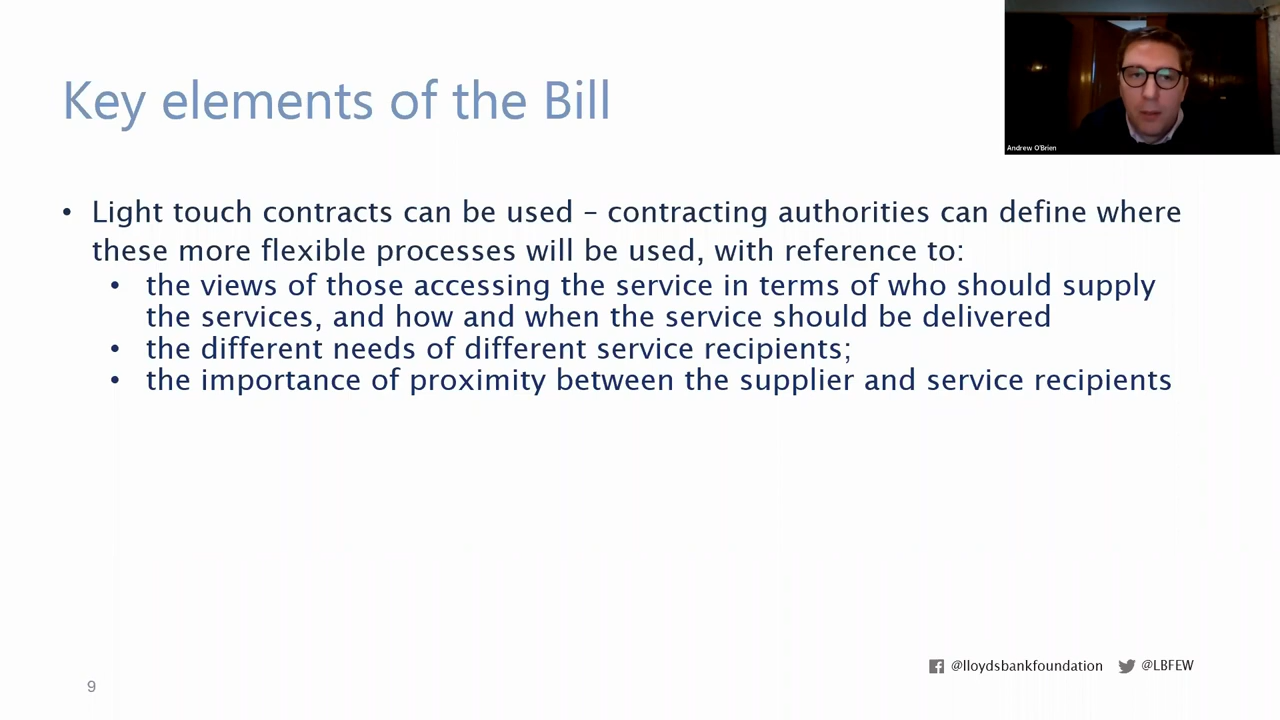 Key elements of the Bill
Andrew O'Brien
• Light touch contracts can be used – contracting authorities can define where
these more flexible processes will be used, with reference to:
• the views of those accessing the service in terms of who should supply
the services, and how and when the service should be delivered
• the different needs of different service recipients;
• the importance of proximity between the supplier and service recipients
@lloydsbankfoundation @LBFEW
9